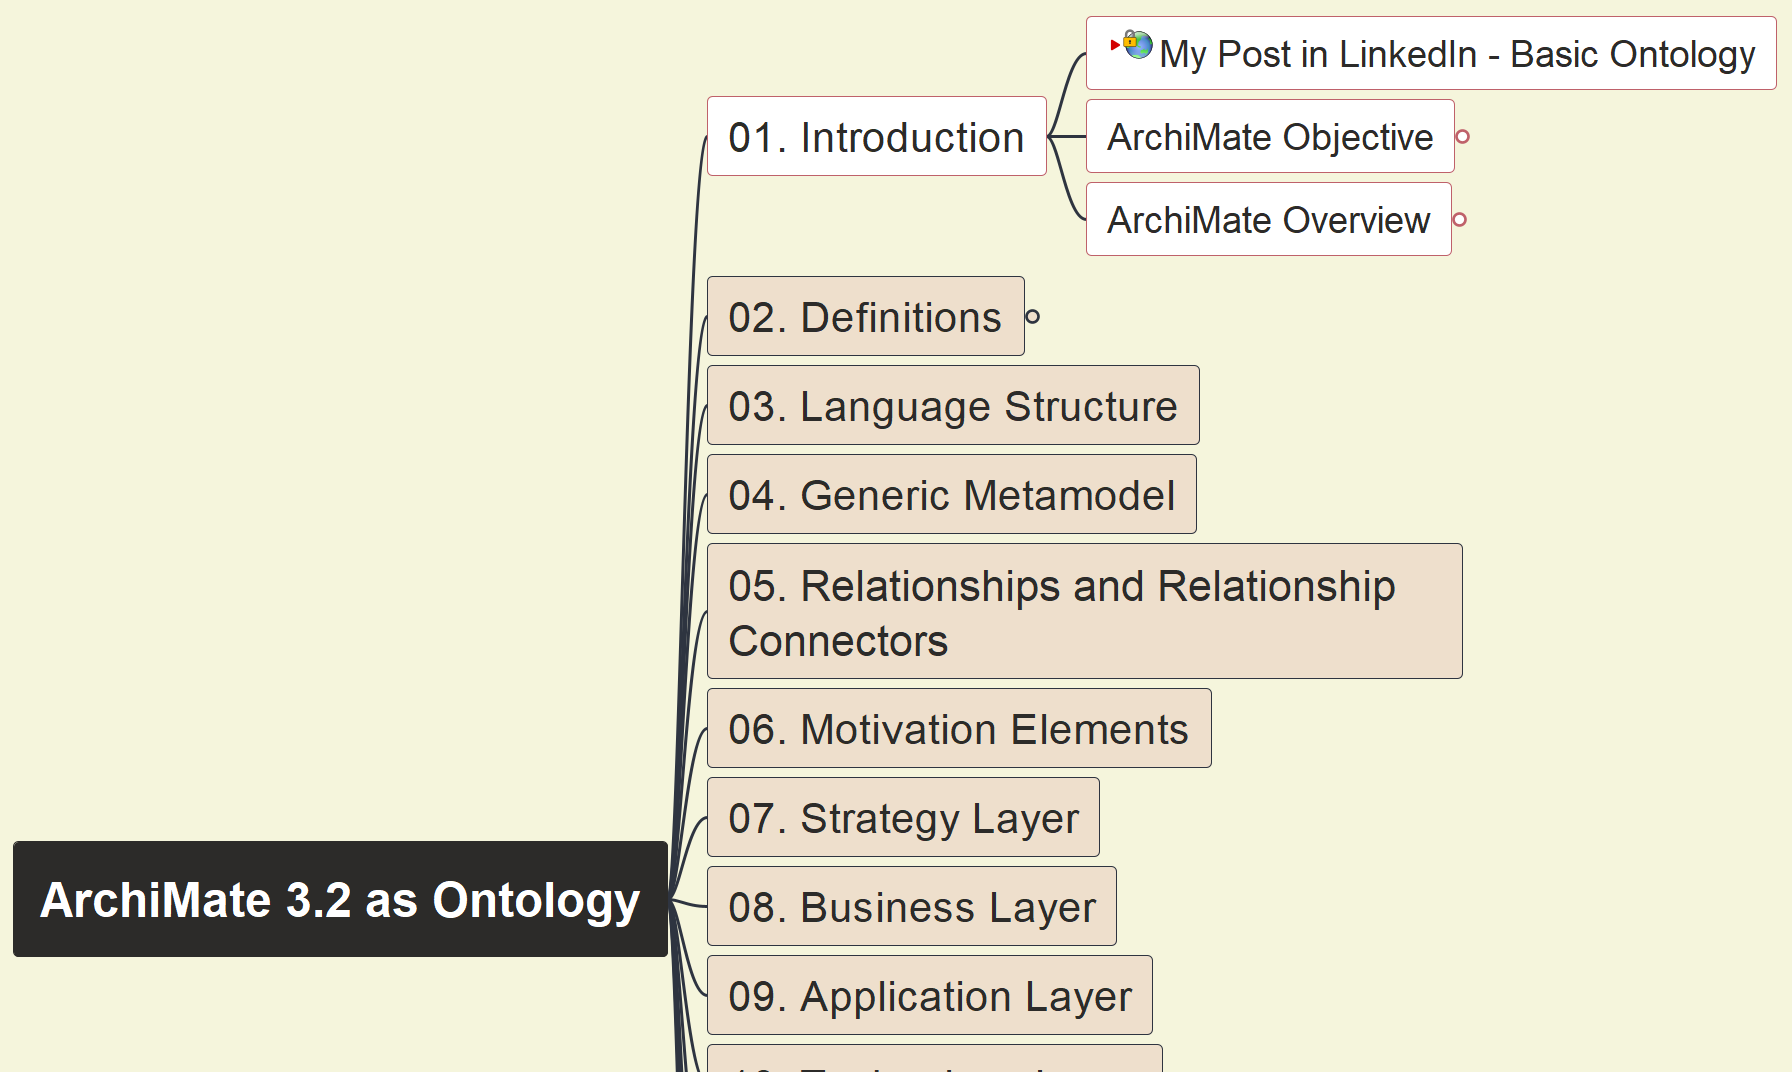 My Post in LinkedIn - Basic Ontology
01. Introduction
ArchiMate Objective
ArchiMate Overview
02. Definitions
03. Language Structure
04. Generic Metamodel
05. Relationships and Relationship
Connectors
06. Motivation Elements
07. Strategy Layer
ArchiMate 3.2 as Ontology
08. Business Layer
09. Application Layer